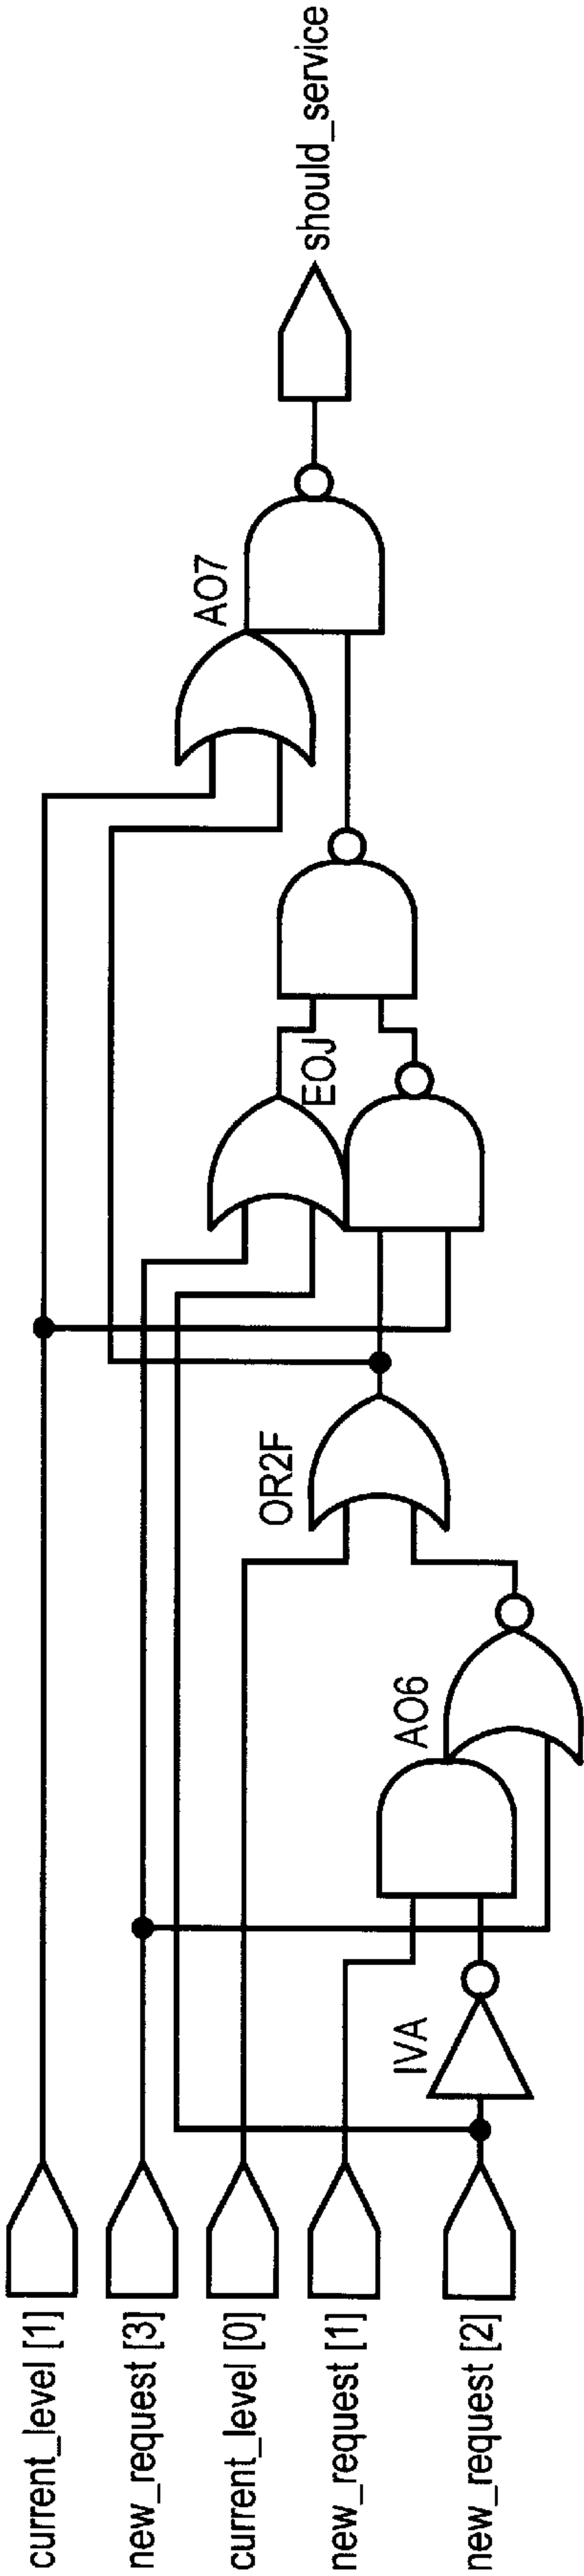 current_level [1]
new_request [3]
current_level [0]
new_request [1]
new_request [2]
IVA
AO6
OR2F
EOJ
AO7
should_service